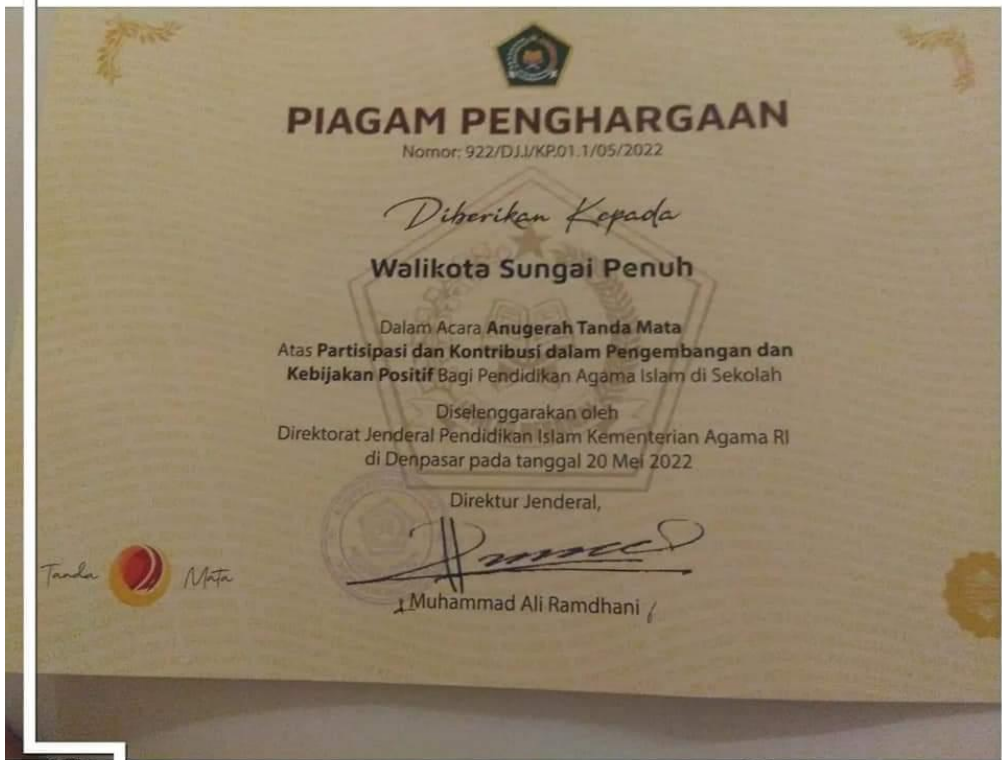 PIAGAM PENGHARGAAN
Nomor: 922/DJ.I/KP.01.1/05/2022
Diberikan Kepada
Walikota Sungai Penuh
Dalam Acara Anugerah Tanda Mata
Atas Partisipasi dan Kontribusi dalam Pengembangan dan
Kebijakan Positif Bagi Pendidikan Agama Islam di Sekolah
Diselenggarakan oleh
Direktorat Jenderal Pendidikan Islam Kementerian Agama RI
di Denpasar pada tanggal 20 Mei 2022
Direktur Jenderal,
Tanda Mata
Muhammad Ali Ramdhani